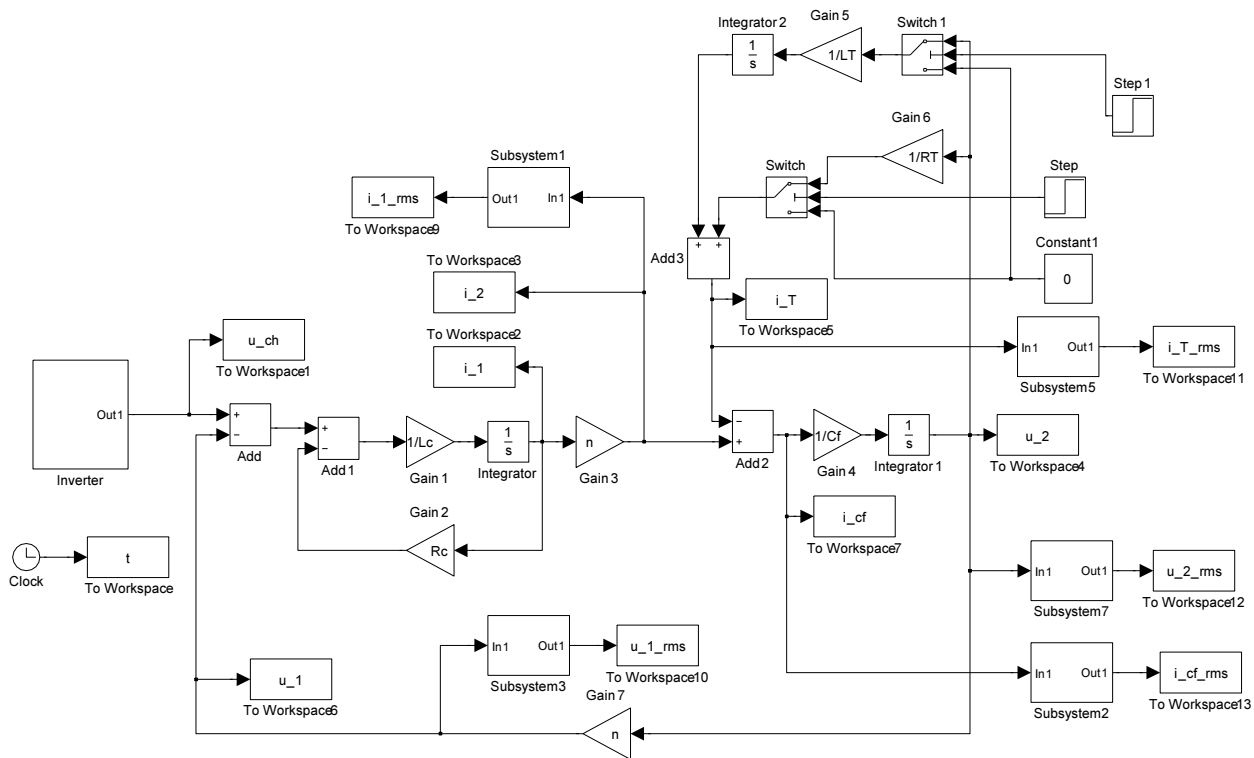 Integrator 2
Gain 5
Switch 1
1
s
1/LT
Step 1
Gain 6
1/RT
Subsystem1
Switch
Step
i_1_rms
Out1
In1
To Workspace9
Constant1
0
Add 3
+
+
To Workspace3
i_2
i_T
To Workspace5
u_ch
To Workspace1
To Workspace2
i_1
In1
Out1
Subsystem5
i_T_rms
To Workspace11
Out1
Inverter
+
−
Add
+
−
Add 1
1/Lc
Gain 1
1
s
Integrator
n
Gain 3
−
+
Add 2
1/Cf
Gain 4
1
s
Integrator 1
u_2
To Workspace4
Gain 2
Rc
i_cf
To Workspace7
Clock
t
To Workspace
In1
Out1
Subsystem7
u_2_rms
To Workspace12
In1
Out1
Subsystem3
u_1_rms
To Workspace10
u_1
To Workspace6
Gain 7
n
In1
Out1
Subsystem2
i_cf_rms
To Workspace13